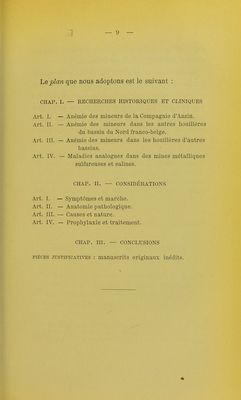 — 9 —
Le plan que nous adoptons est le suivant :
CHAP. I. — RECHERCHES HISTORIQUES ET CLINIQUES
Art. I. — Anémie des mineurs de la Compagnie d'Anzin.
Art. II. — Anémie des mineurs dans les autres houillères
du bassin du Nord franco-belge.
Art. III. — Anémie des mineurs dans les houillères d'autres
bassins.
Art. IV. — Maladies analogues dans des mines métalliques
sulfureuses et salines.
CHAP. II. — CONSIDÉRATIONS
Art. I. — Symptômes et marche.
Art. II. — Anatomie pathologique.
Art. III. — Causes et nature.
Art. IV. — Prophylaxie et traitement.
CHAP. III. — CONCLUSIONS
PIÈCES JUSTIFICATIVES : manuscrits originaux inédits.